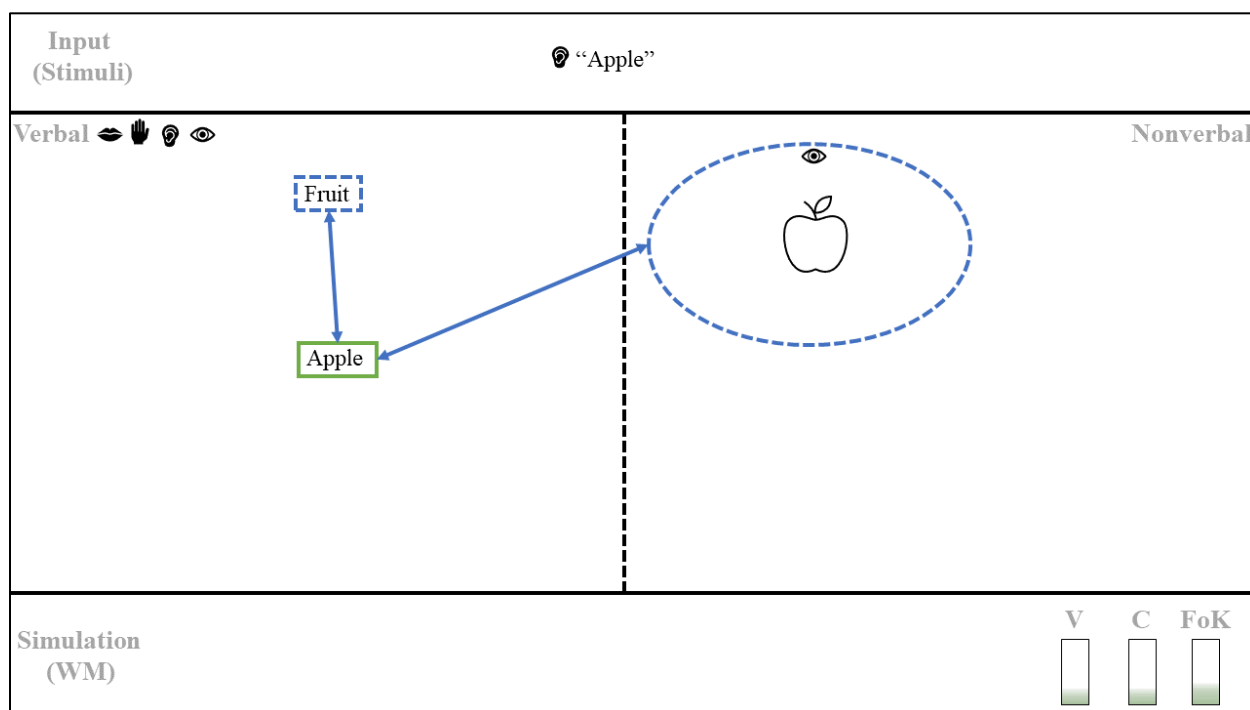 Input
(Stimuli)
“Apple”
Verbal
Nonverbal
Fruit
Apple
Simulation
(WM)
V C FoK